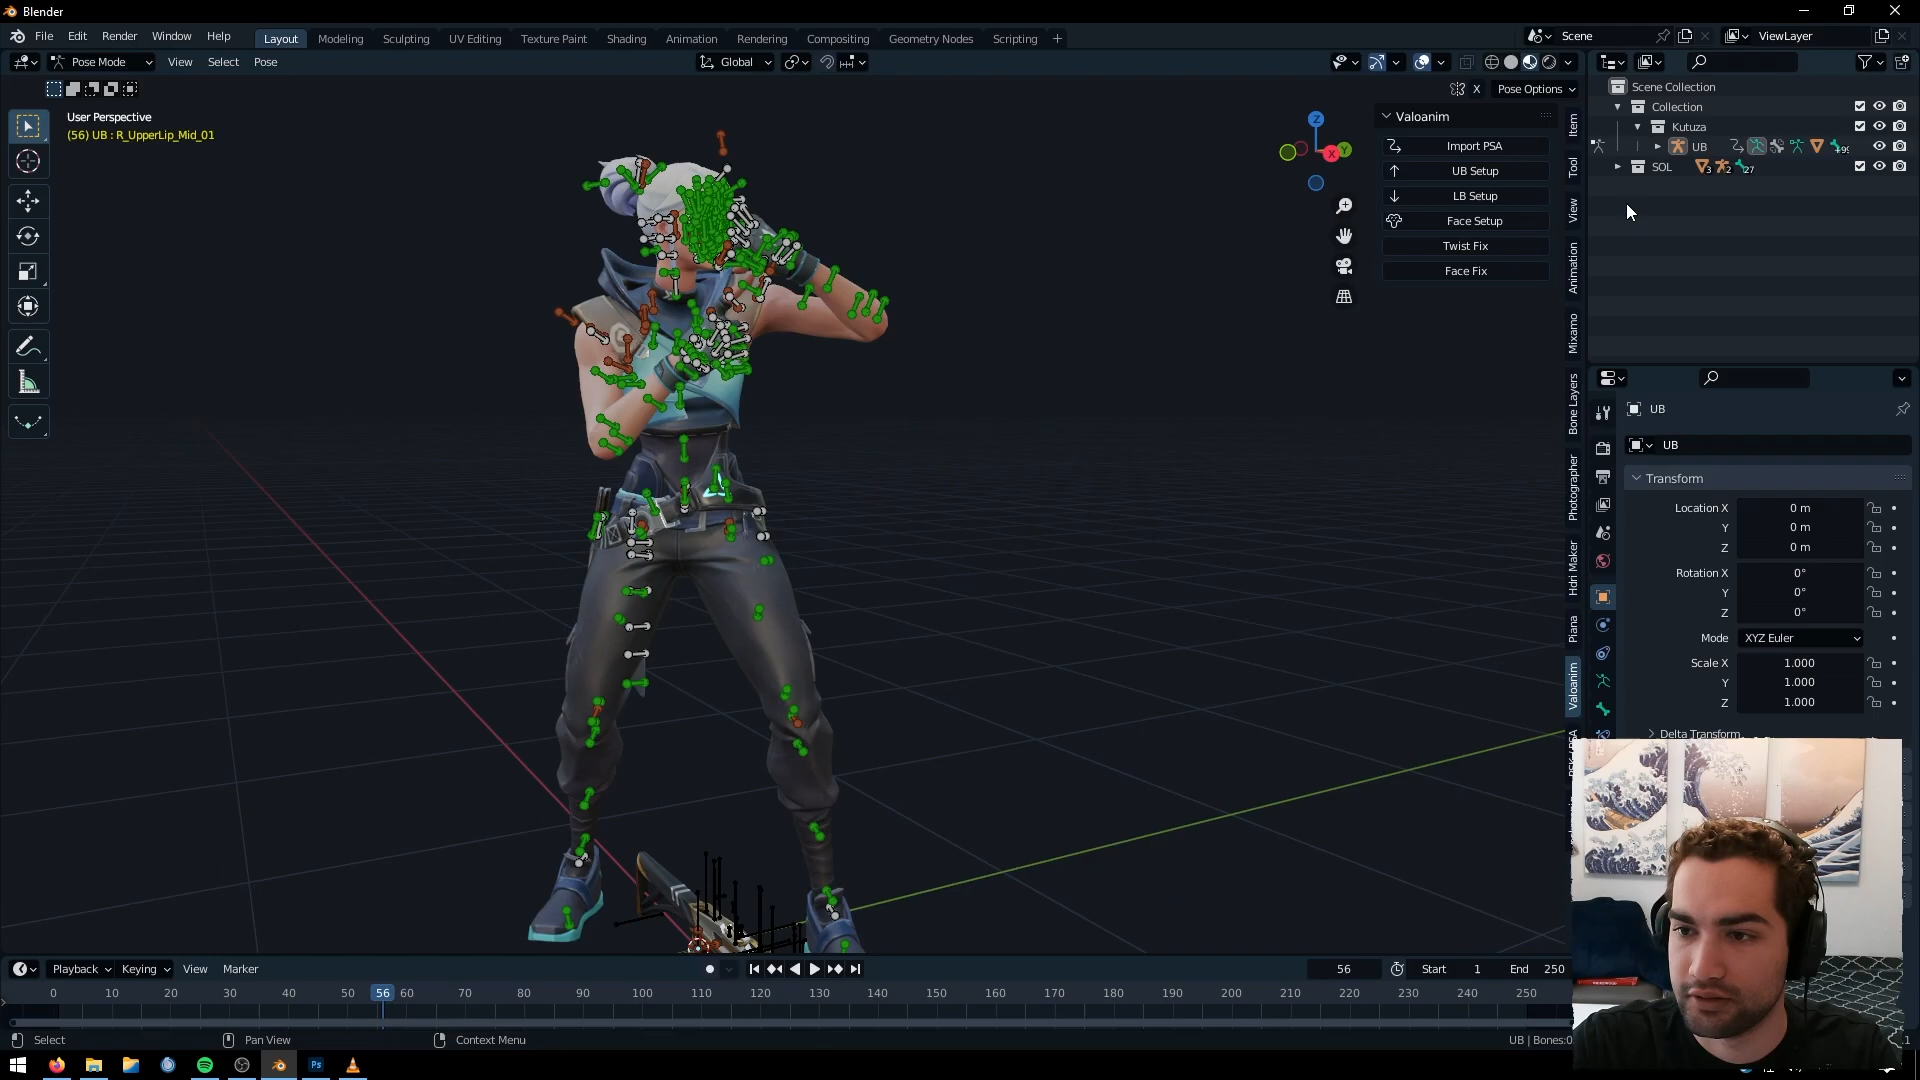 Blender
File Edit Render Window Help
Layout Modeling Sculpting UV Editing Texture Paint Shading Animation Rendering Compositing Geometry Nodes Scripting +
Scene
ViewLayer
Pose Mode View Select Pose
Global
X Pose Options
User Perspective
(56) UB : R_UpperLip_Mid_01
Z
Y
X
Valoanim
Import PSA
UB Setup
LB Setup
Face Setup
Twist Fix
Face Fix
Item
Tool
View
Animation
Mixamo
Bone Layers
Photographer
Hdri Maker
Piana
Valoanim
Scene Collection
Collection
Kutuza
UB
SOL 3 2 27
UB
UB
Transform
Location X 0 m
Y 0 m
Z 0 m
Rotation X 0°
Y 0°
Z 0°
Mode XYZ Euler
Scale X 1.000
Y 1.000
Z 1.000
Delta Transform
Playback Keying View Marker
56 Start 1 End 250
0 10 20 30 40 50 56 60 70 80 90 100 110 120 130 140 150 160 170 180 190 200 210 220 230 240 250
Select Pan View Context Menu
UB | Bones:0
Ps